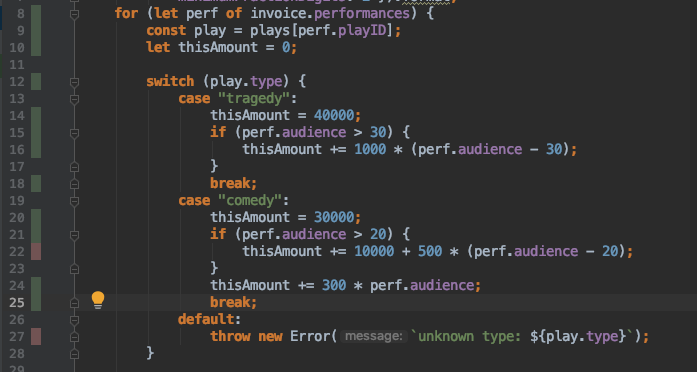 8 for (let perf of invoice.performances) {
9 const play = plays[perf.playID];
10 let thisAmount = 0;
11
12 switch (play.type) {
13 case "tragedy":
14 thisAmount = 40000;
15 if (perf.audience > 30) {
16 thisAmount += 1000 * (perf.audience - 30);
17 }
18 break;
19 case "comedy":
20 thisAmount = 30000;
21 if (perf.audience > 20) {
22 thisAmount += 10000 + 500 * (perf.audience - 20);
23 }
24 thisAmount += 300 * perf.audience;
25 break;
26 default:
27 throw new Error( message: `unknown type: ${play.type}`);
28 }
29